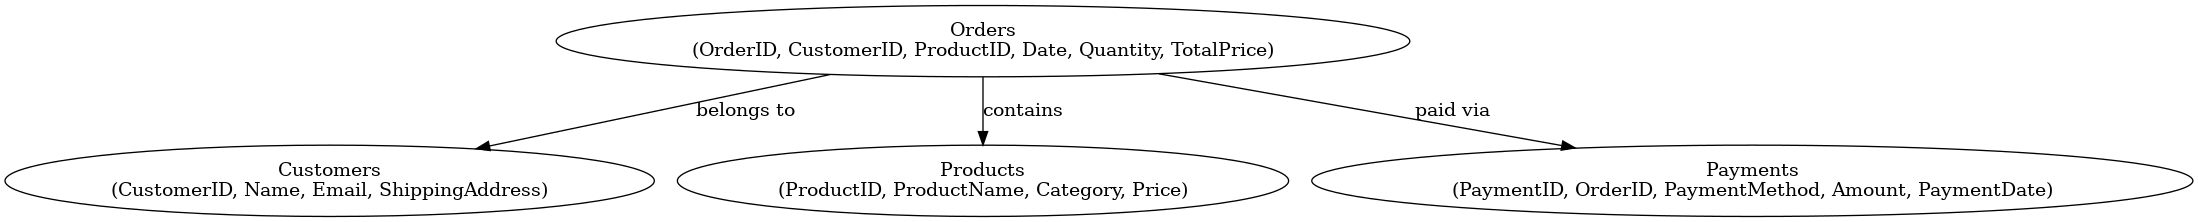 Orders
(OrderID, CustomerID, ProductID, Date, Quantity, TotalPrice)
belongs to
contains
paid via
Customers
(CustomerID, Name, Email, ShippingAddress)
Products
(ProductID, ProductName, Category, Price)
Payments
(PaymentID, OrderID, PaymentMethod, Amount, PaymentDate)